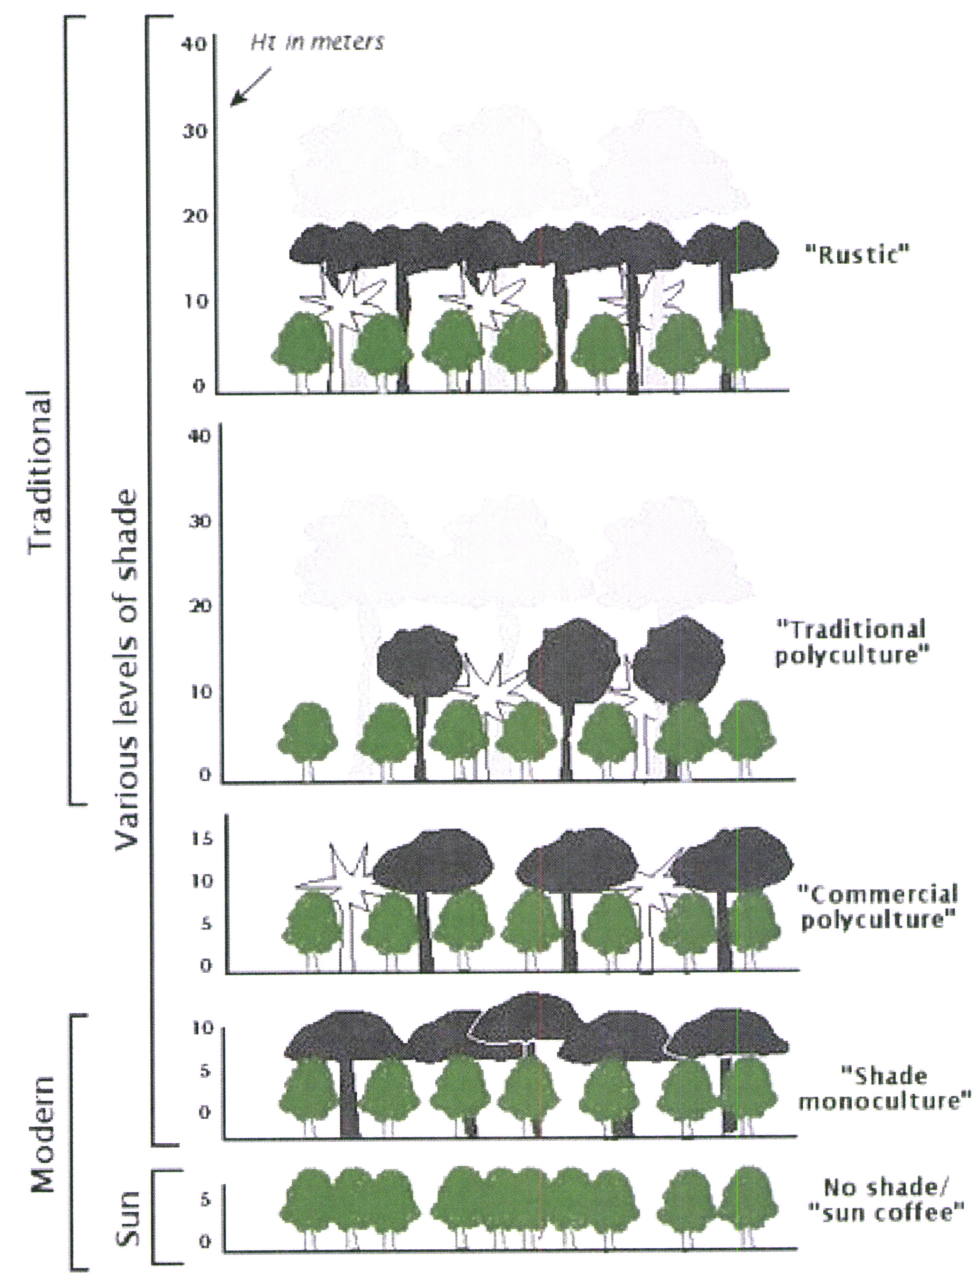 Traditional
Various levels of shade
Ht in meters
40
30
20
10
0
"Rustic"
40
30
20
10
0
"Traditional
polyculture"
15
10
5
0
"Commercial
polyculture"
Modern
10
5
0
"Shade
monoculture"
Sun
5
0
No shade/
"sun coffee"